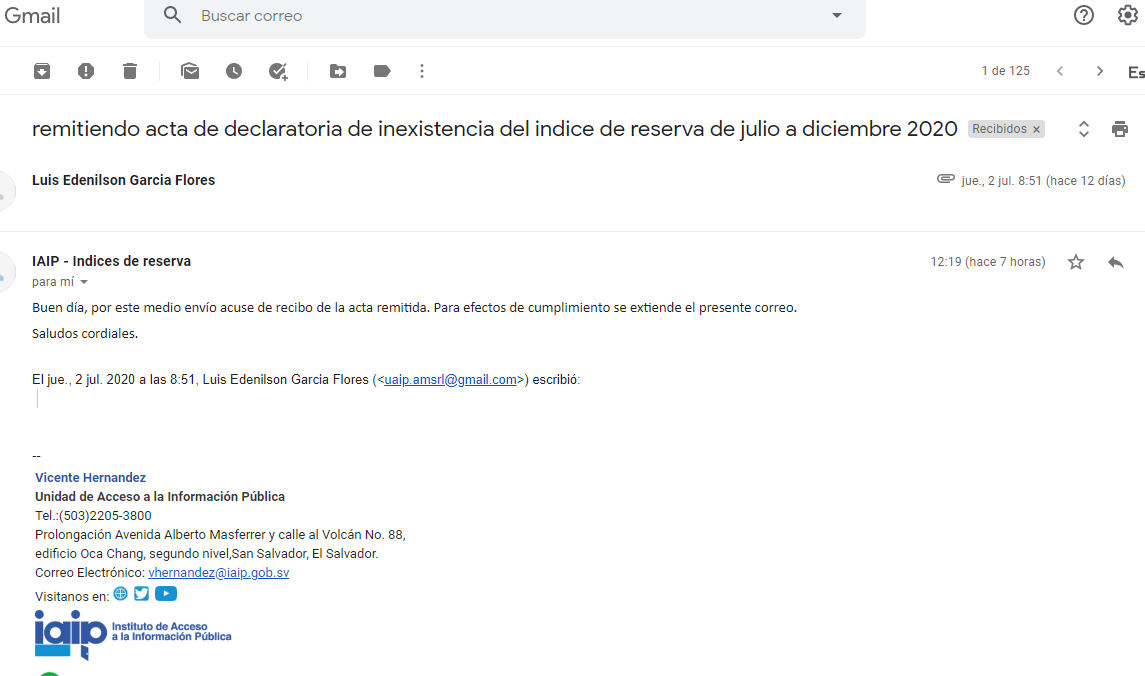 Gmail
Buscar correo
1 de 125
Es
remitiendo acta de declaratoria de inexistencia del indice de reserva de julio a diciembre 2020 Recibidos x
Luis Edenilson Garcia Flores
jue., 2 jul. 8:51 (hace 12 días)
IAIP - Indices de reserva
12:19 (hace 7 horas)
para mí
Buen día, por este medio envío acuse de recibo de la acta remitida. Para efectos de cumplimiento se extiende el presente correo.
Saludos cordiales.
El jue., 2 jul. 2020 a las 8:51, Luis Edenilson Garcia Flores (<uaip.amsrl@gmail.com>) escribió:
--
Vicente Hernandez
Unidad de Acceso a la Información Pública
Tel.:(503)2205-3800
Prolongación Avenida Alberto Masferrer y calle al Volcán No. 88,
edificio Oca Chang, segundo nivel,San Salvador, El Salvador.
Correo Electrónico: vhernandez@iaip.gob.sv
Visitanos en:
iaip Instituto de Acceso
a la Información Pública